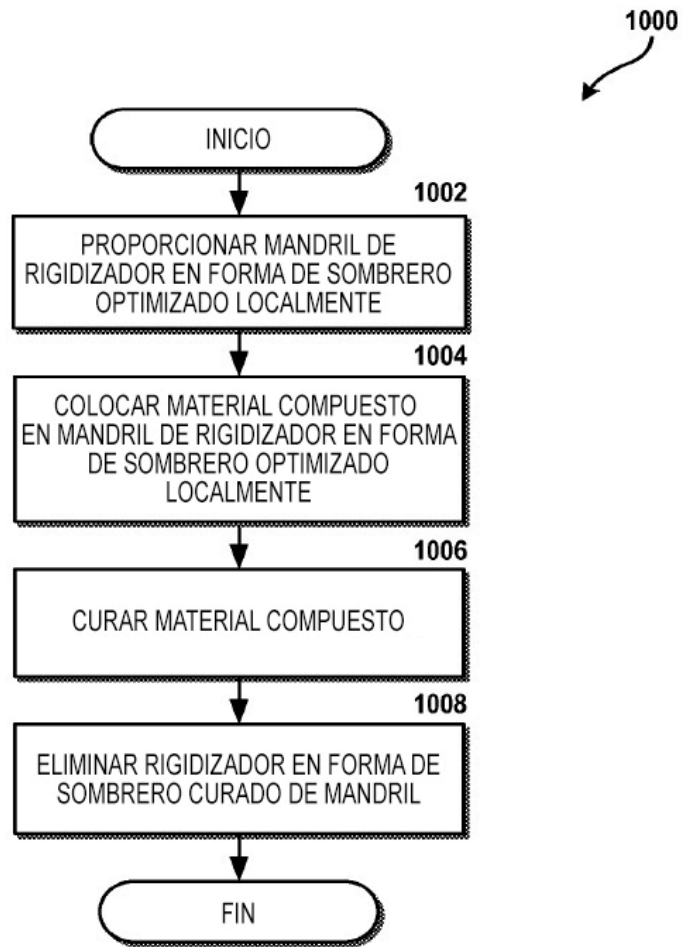 1000
INICIO
1002
PROPORCIONAR MANDRIL DE
RIGIDIZADOR EN FORMA DE SOMBRERO
OPTIMIZADO LOCALMENTE
1004
COLOCAR MATERIAL COMPUESTO
EN MANDRIL DE RIGIDIZADOR EN FORMA
DE SOMBRERO OPTIMIZADO
LOCALMENTE
1006
CURAR MATERIAL COMPUESTO
1008
ELIMINAR RIGIDIZADOR EN FORMA DE
SOMBRERO CURADO DE MANDRIL
FIN